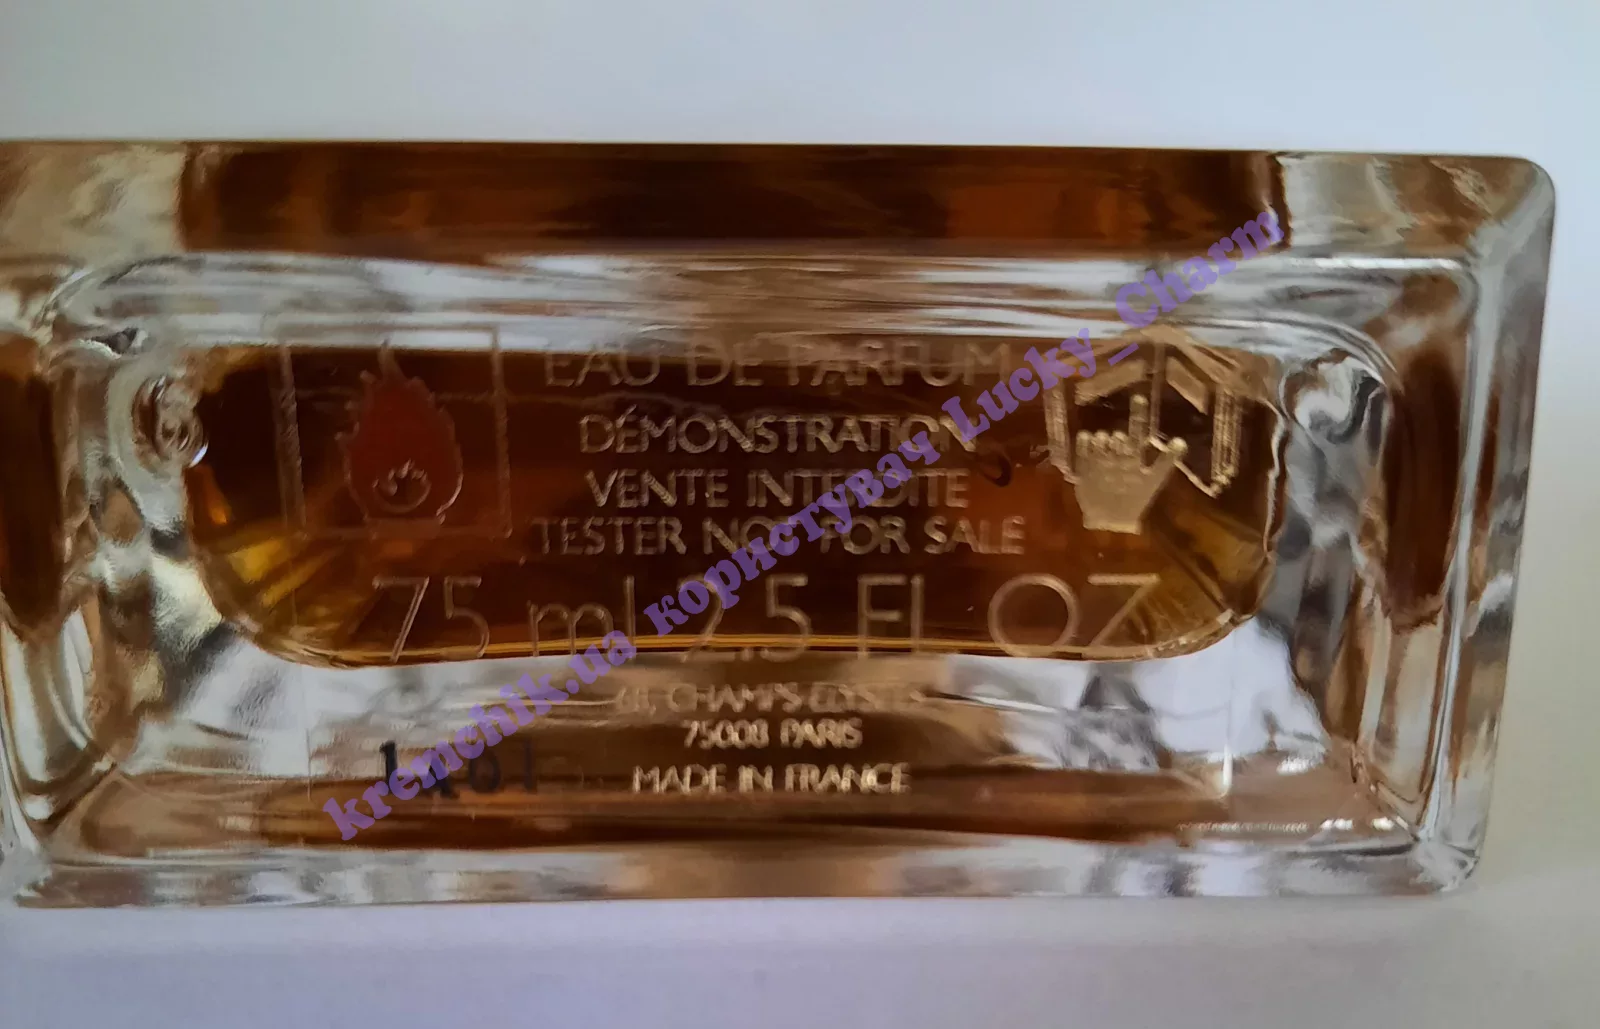 EAU DE PARFUM
DÉMONSTRATION
VENTE INTERDITE
TESTER NOT FOR SALE
75 ml 2.5 FL OZ
68, CHAMPS-ELYSÉES
75008 PARIS
MADE IN FRANCE
kremchik.ua користувач Lucky_Charm